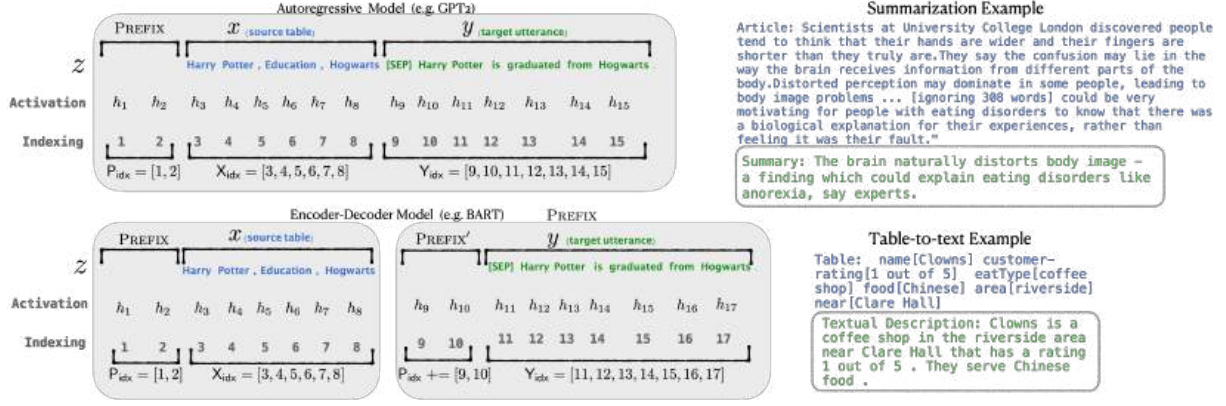 Autoregressive Model (e.g. GPT2)
PREFIX x (source table) y (target utterance)
z Harry Potter , Education , Hogwarts [SEP] Harry Potter is graduated from Hogwarts .
Activation h1 h2 h3 h4 h5 h6 h7 h8 h9 h10 h11 h12 h13 h14 h15
Indexing 1 2 3 4 5 6 7 8 9 10 11 12 13 14 15
Pidx = [1, 2] Xidx = [3, 4, 5, 6, 7, 8] Yidx = [9, 10, 11, 12, 13, 14, 15]
Encoder-Decoder Model (e.g. BART) PREFIX
PREFIX x (source table) PREFIX′ y (target utterance)
z Harry Potter , Education , Hogwarts [SEP] Harry Potter is graduated from Hogwarts .
Activation h1 h2 h3 h4 h5 h6 h7 h8 h9 h10 h11 h12 h13 h14 h15 h16 h17
Indexing 1 2 3 4 5 6 7 8 9 10 11 12 13 14 15 16 17
Pidx = [1, 2] Xidx = [3, 4, 5, 6, 7, 8] Pidx += [9, 10] Yidx = [11, 12, 13, 14, 15, 16, 17]
Summarization Example
Article: Scientists at University College London discovered people
tend to think that their hands are wider and their fingers are
shorter than they truly are.They say the confusion may lie in the
way the brain receives information from different parts of the
body.Distorted perception may dominate in some people, leading to
body image problems ... [ignoring 308 words] could be very
motivating for people with eating disorders to know that there was
a biological explanation for their experiences, rather than
feeling it was their fault."
Summary: The brain naturally distorts body image –
a finding which could explain eating disorders like
anorexia, say experts.
Table-to-text Example
Table: name[Clowns] customer-
rating[1 out of 5] eatType[coffee
shop] food[Chinese] area[riverside]
near[Clare Hall]
Textual Description: Clowns is a
coffee shop in the riverside area
near Clare Hall that has a rating
1 out of 5 . They serve Chinese
food .